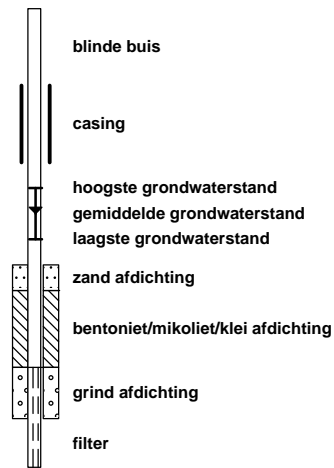 blinde buis
casing
hoogste grondwaterstand
gemiddelde grondwaterstand
laagste grondwaterstand
zand afdichting
bentoniet/mikoliet/klei afdichting
grind afdichting
filter